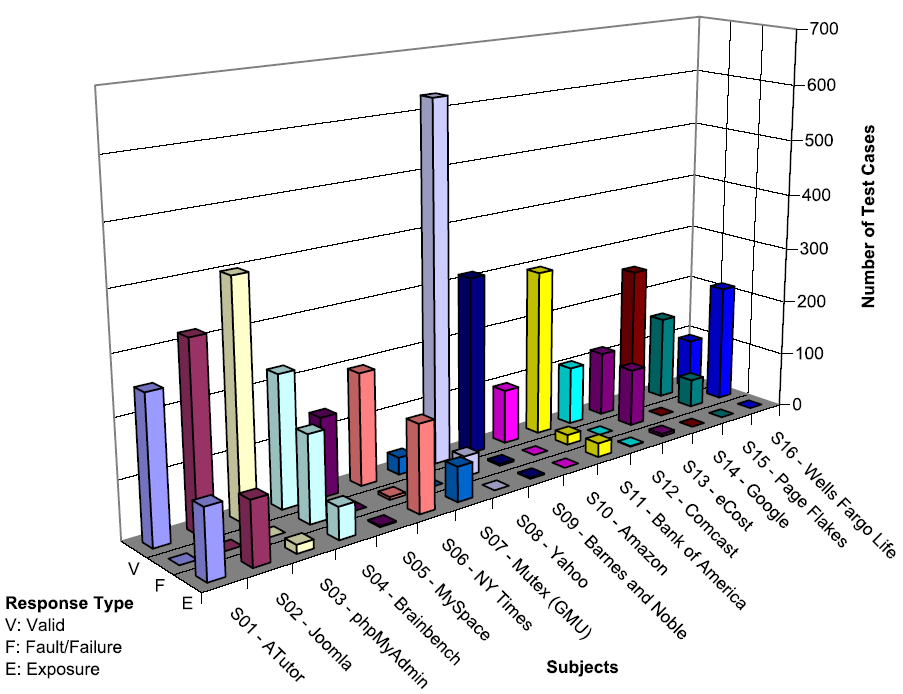 700
600
500
400
300
200
100
0
Number of Test Cases
V
F
E
S01 - ATutor
S02 - Joomla
S03 - phpMyAdmin
S04 - Brainbench
S05 - MySpace
S06 - NY Times
S07 - Mutex (GMU)
S08 - Yahoo
S09 - Barnes and Noble
S10 - Amazon
S11 - Bank of America
S12 - Comcast
S13 - eCost
S14 - Google
S15 - Page Flakes
S16 - Wells Fargo Life
Response Type
V: Valid
F: Fault/Failure
E: Exposure
Subjects